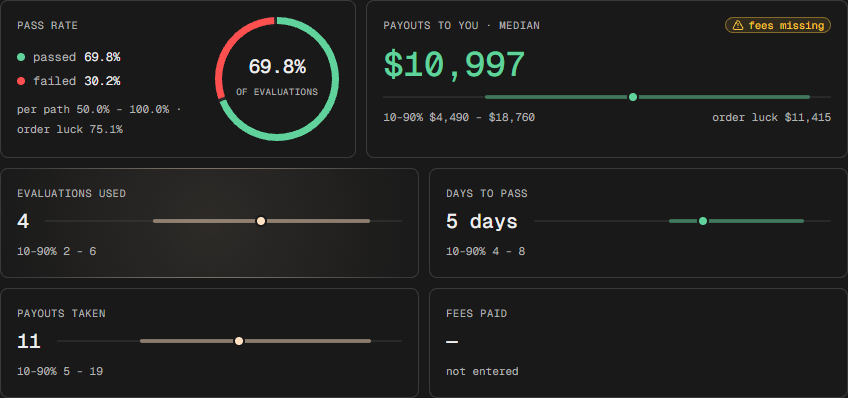 PASS RATE
passed 69.8%
failed 30.2%
per path 50.0% – 100.0% ·
order luck 75.1%
69.8%
OF EVALUATIONS
PAYOUTS TO YOU · MEDIAN
fees missing
$10,997
10–90% $4,490 – $18,760
order luck $11,415
EVALUATIONS USED
4
10–90% 2 – 6
DAYS TO PASS
5 days
10–90% 4 – 8
PAYOUTS TAKEN
11
10–90% 5 – 19
FEES PAID
—
not entered